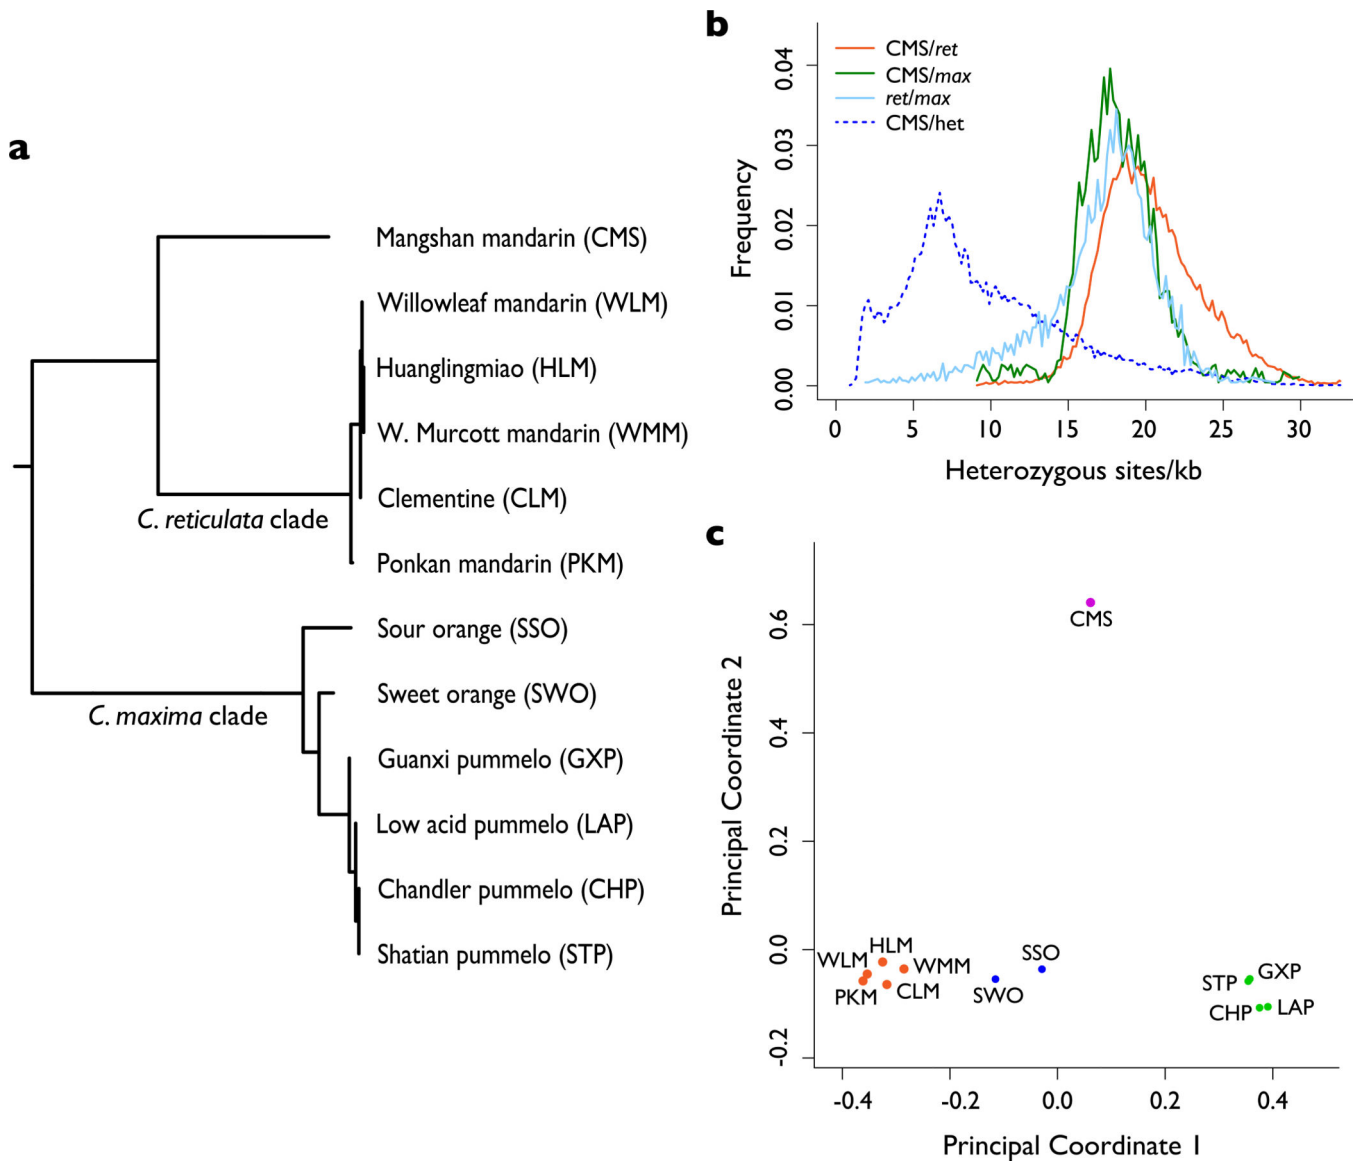 a
Mangshan mandarin (CMS)
Willowleaf mandarin (WLM)
Huanglingmiao (HLM)
W. Murcott mandarin (WMM)
Clementine (CLM)
C. reticulata clade
Ponkan mandarin (PKM)
Sour orange (SSO)
Sweet orange (SWO)
C. maxima clade
Guanxi pummelo (GXP)
Low acid pummelo (LAP)
Chandler pummelo (CHP)
Shatian pummelo (STP)
b
CMS/ret
CMS/max
ret/max
CMS/het
Frequency
0.04
0.03
0.02
0.01
0.00
0 5 10 15 20 25 30
Heterozygous sites/kb
c
Principal Coordinate 2
0.6
0.4
0.2
0.0
-0.2
CMS
HLM
WLM
WMM
PKM
CLM
SSO
SWO
STP
GXP
CHP
LAP
-0.4 -0.2 0.0 0.2 0.4
Principal Coordinate 1